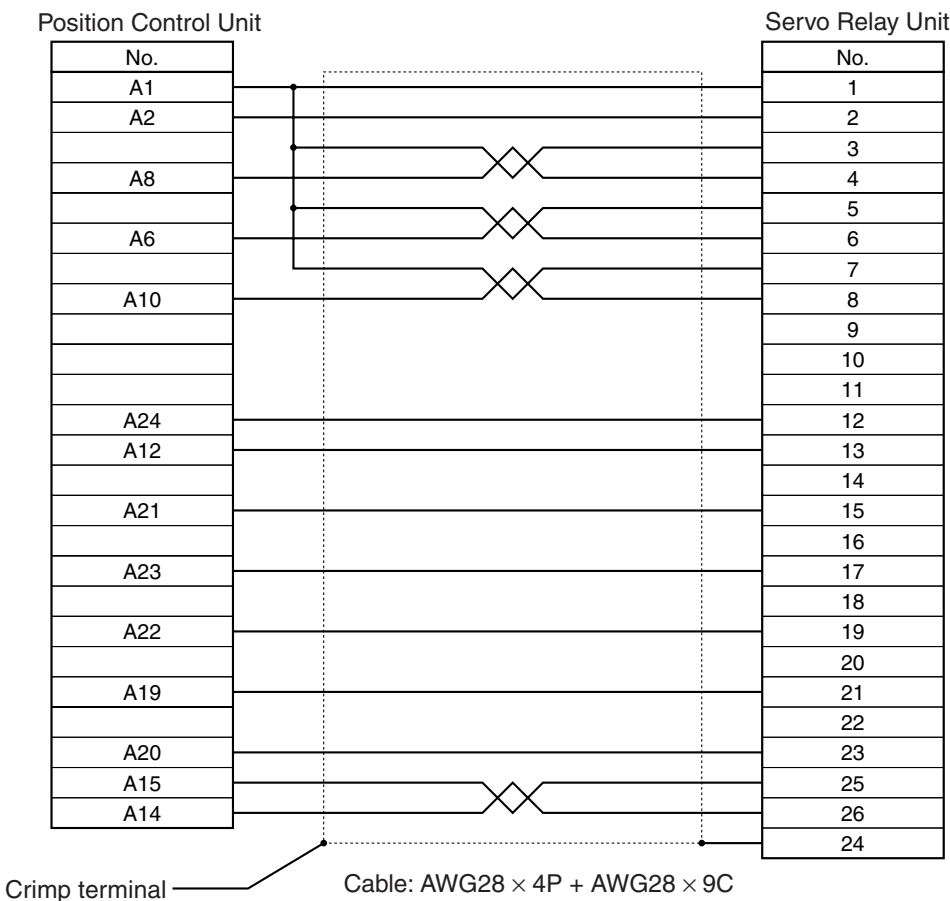 Position Control Unit Servo Relay Unit
No. No.
A1 1
A2 2
3
A8 4
5
A6 6
7
A10 8
9
10
11
A24 12
A12 13
14
A21 15
16
A23 17
18
A22 19
20
A19 21
22
A20 23
A15 25
A14 26
24
Crimp terminal Cable: AWG28 × 4P + AWG28 × 9C